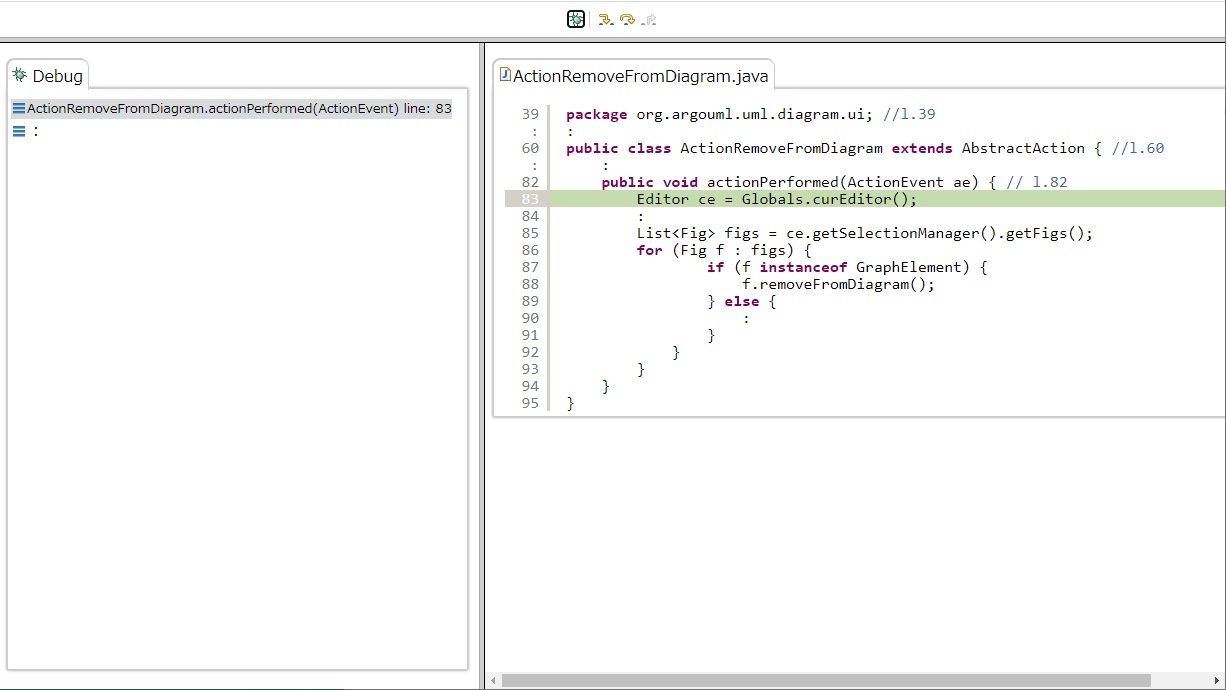 Debug
ActionRemoveFromDiagram.actionPerformed(ActionEvent) line: 83
:
ActionRemoveFromDiagram.java
39 package org.argouml.uml.diagram.ui; //l.39
: :
60 public class ActionRemoveFromDiagram extends AbstractAction { //l.60
: :
82 public void actionPerformed(ActionEvent ae) { // l.82
83 Editor ce = Globals.curEditor();
84 :
85 List<Fig> figs = ce.getSelectionManager().getFigs();
86 for (Fig f : figs) {
87 if (f instanceof GraphElement) {
88 f.removeFromDiagram();
89 } else {
90 :
91 }
92 }
93 }
94 }
95 }